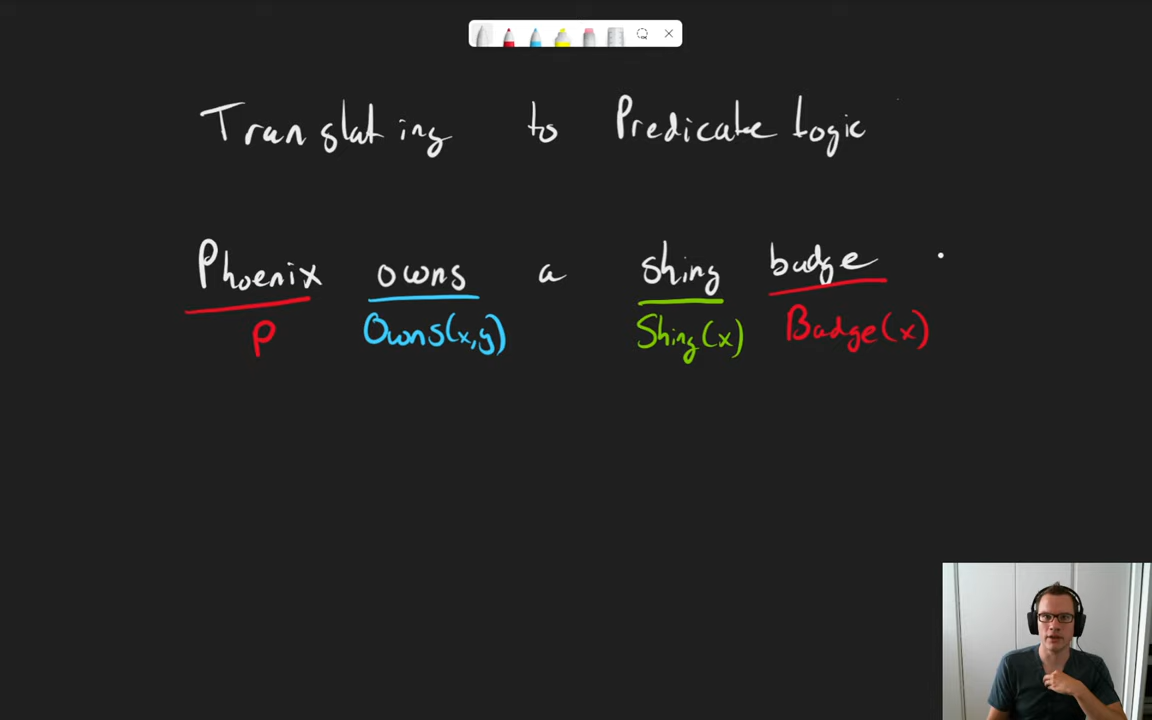 Translating to Predicate Logic
Phoenix owns a shiny badge .
P Owns(x,y) Shiny(x) Badge(x)